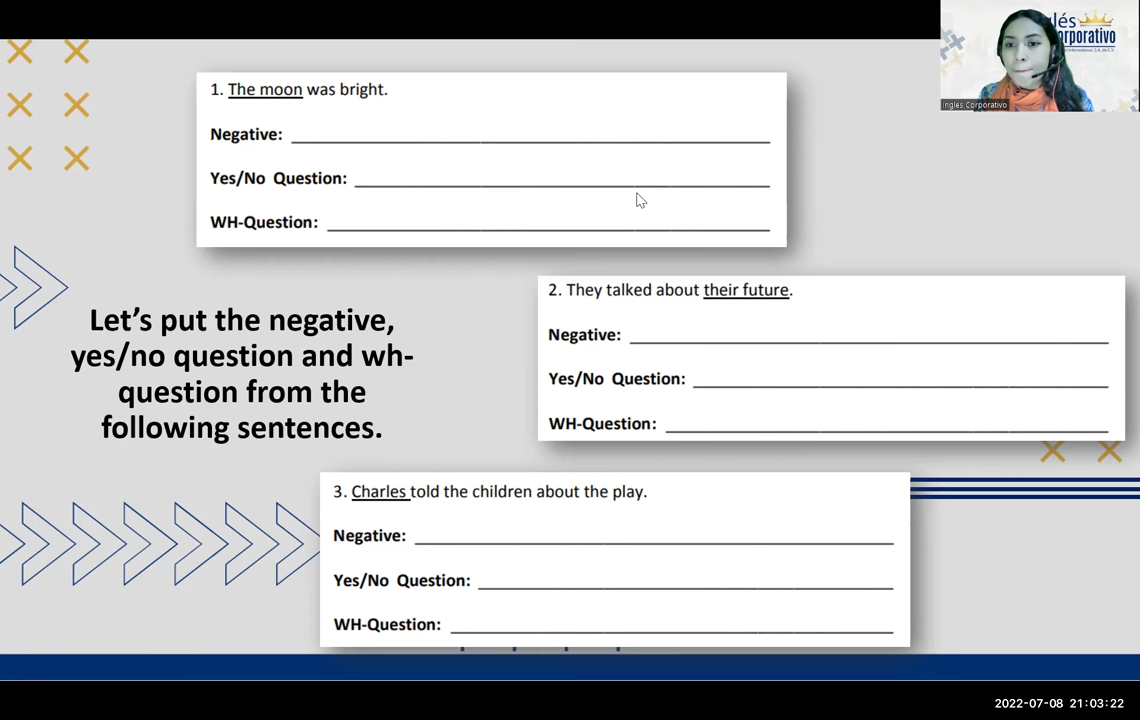 glés
orporativo
Ingles Corporativo
1. The moon was bright.
Negative:
Yes/No Question:
WH-Question:
Let's put the negative,
yes/no question and wh-
question from the
following sentences.
2. They talked about their future.
Negative:
Yes/No Question:
WH-Question:
3. Charles told the children about the play.
Negative:
Yes/No Question:
WH-Question:
2022-07-08 21:03:22